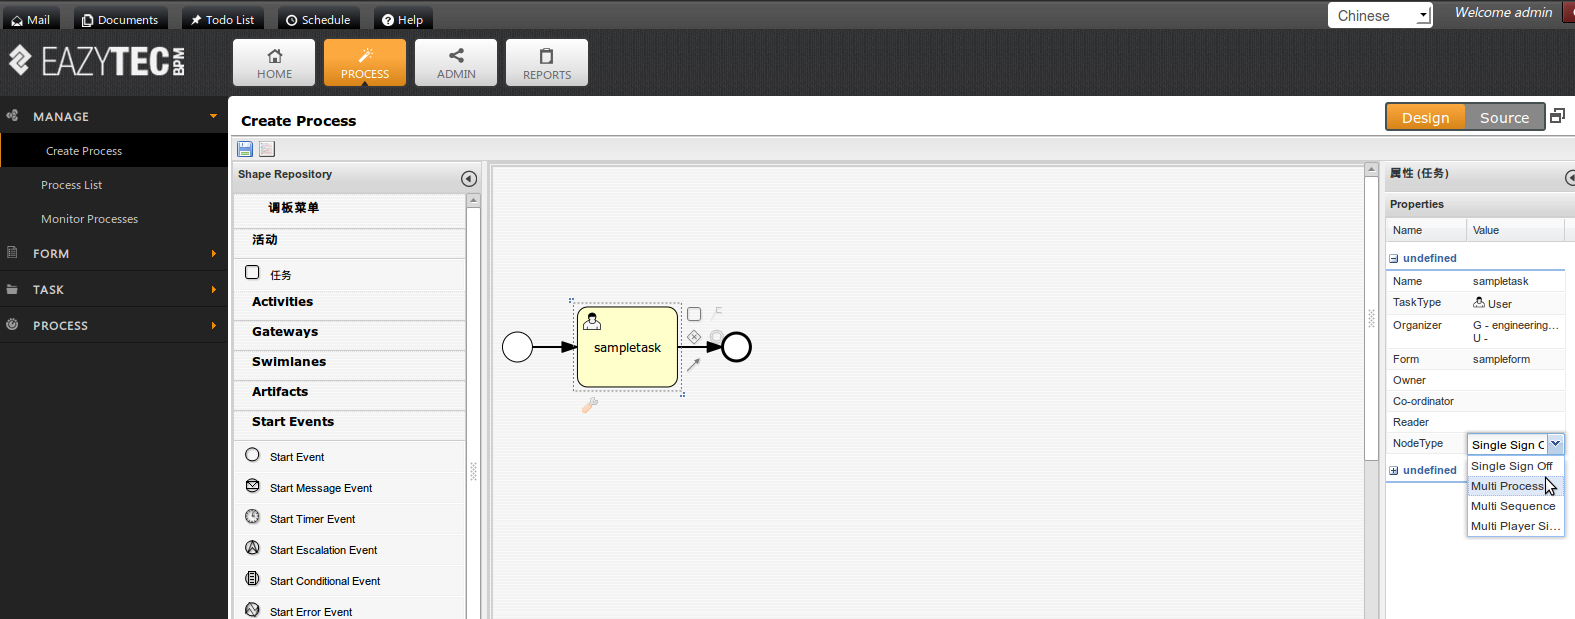 Mail
Documents
Todo List
Schedule
Help
Chinese
Welcome admin
EAZYTEC BPM
HOME
PROCESS
ADMIN
REPORTS
MANAGE
Create Process
Process List
Monitor Processes
FORM
TASK
PROCESS
Create Process
Design
Source
Shape Repository
调板菜单
活动
任务
Activities
Gateways
Swimlanes
Artifacts
Start Events
Start Event
Start Message Event
Start Timer Event
Start Escalation Event
Start Conditional Event
Start Error Event
sampletask
属性 (任务)
Properties
Name Value
undefined
Name sampletask
TaskType User
Organizer G - engineering...
U -
Form sampleform
Owner
Co-ordinator
Reader
NodeType Single Sign O
undefined
Single Sign Off
Multi Process
Multi Sequence
Multi Player Si...